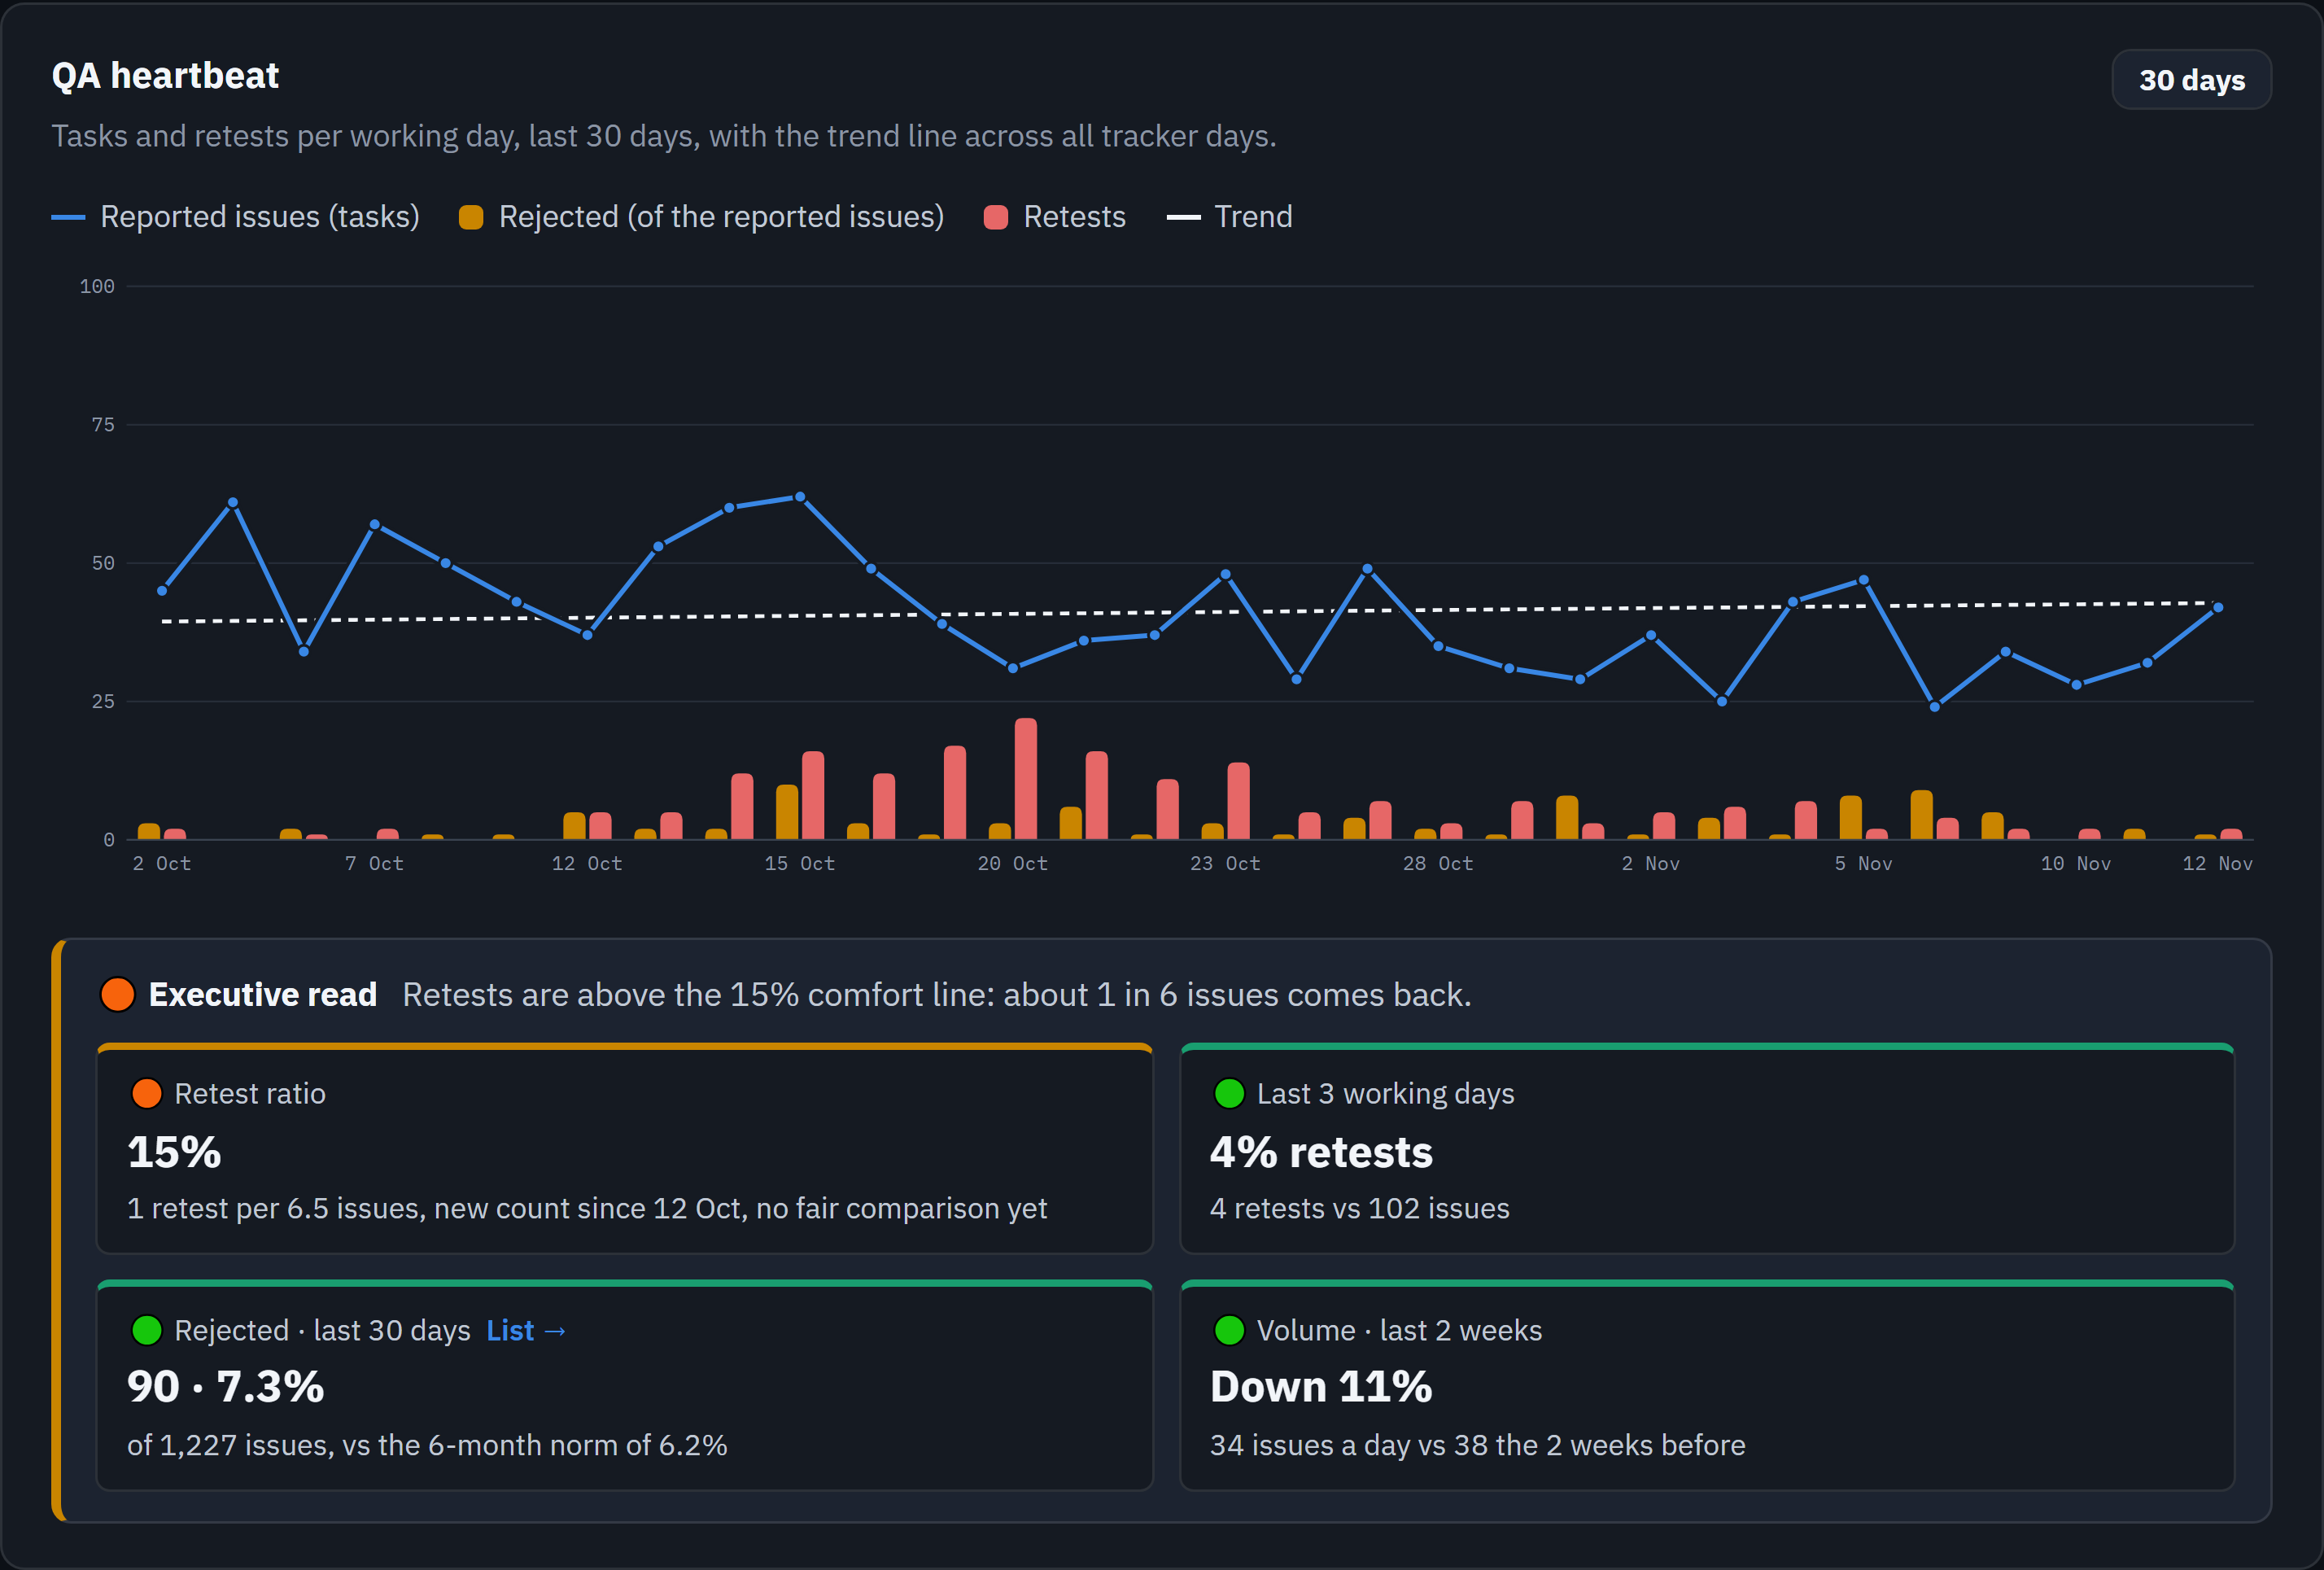 QA heartbeat
30 days
Tasks and retests per working day, last 30 days, with the trend line across all tracker days.
Reported issues (tasks) Rejected (of the reported issues) Retests Trend
100
75
50
25
0
2 Oct 7 Oct 12 Oct 15 Oct 20 Oct 23 Oct 28 Oct 2 Nov 5 Nov 10 Nov 12 Nov
Executive read Retests are above the 15% comfort line: about 1 in 6 issues comes back.
Retest ratio
15%
1 retest per 6.5 issues, new count since 12 Oct, no fair comparison yet
Last 3 working days
4% retests
4 retests vs 102 issues
Rejected · last 30 days List →
90 · 7.3%
of 1,227 issues, vs the 6-month norm of 6.2%
Volume · last 2 weeks
Down 11%
34 issues a day vs 38 the 2 weeks before